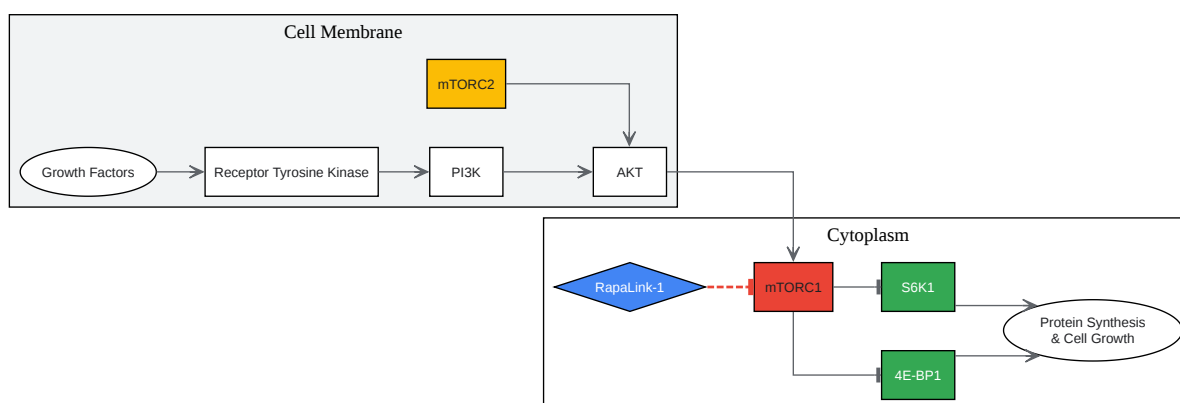 Cell Membrane
mTORC2
Growth Factors
Receptor Tyrosine Kinase
PI3K
AKT
Cytoplasm
RapaLink-1
mTORC1
S6K1
Protein Synthesis
& Cell Growth
4E-BP1